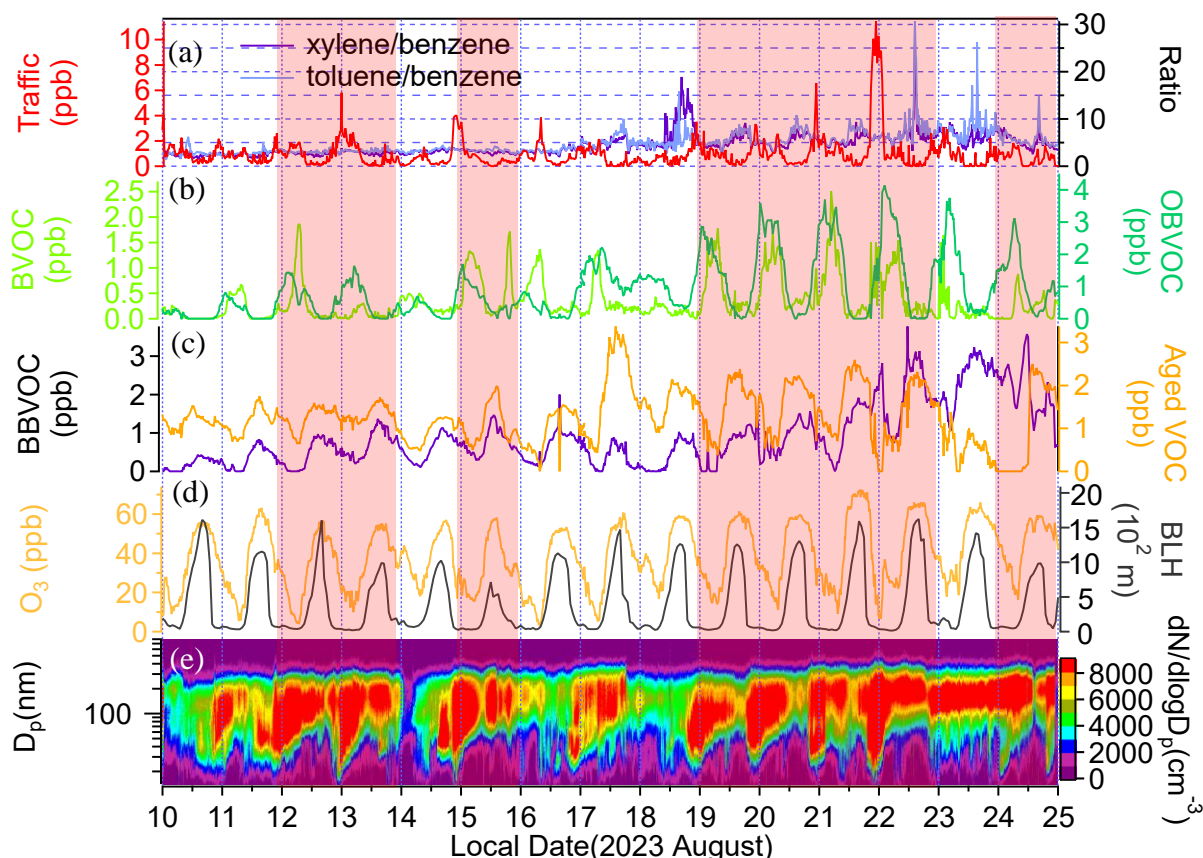 (a)
xylene/benzene
toluene/benzene
Traffic
(ppb)
10
8
6
4
2
0
30
25
20
15
10
5
0
Ratio
(b)
BVOC
(ppb)
2.5
2.0
1.5
1.0
0.5
0.0
4
3
2
1
0
OBVOC
(ppb)
(c)
BBVOC
(ppb)
3
2
1
0
3
2
1
0
Aged VOC
(ppb)
(d)
O3 (ppb)
60
40
20
0
20
15
10
5
0
BLH
(10² m)
(e)
Dp(nm)
100
8000
6000
4000
2000
0
dN/dlogDp(cm⁻³)
10 11 12 13 14 15 16 17 18 19 20 21 22 23 24 25
Local Date(2023 August)